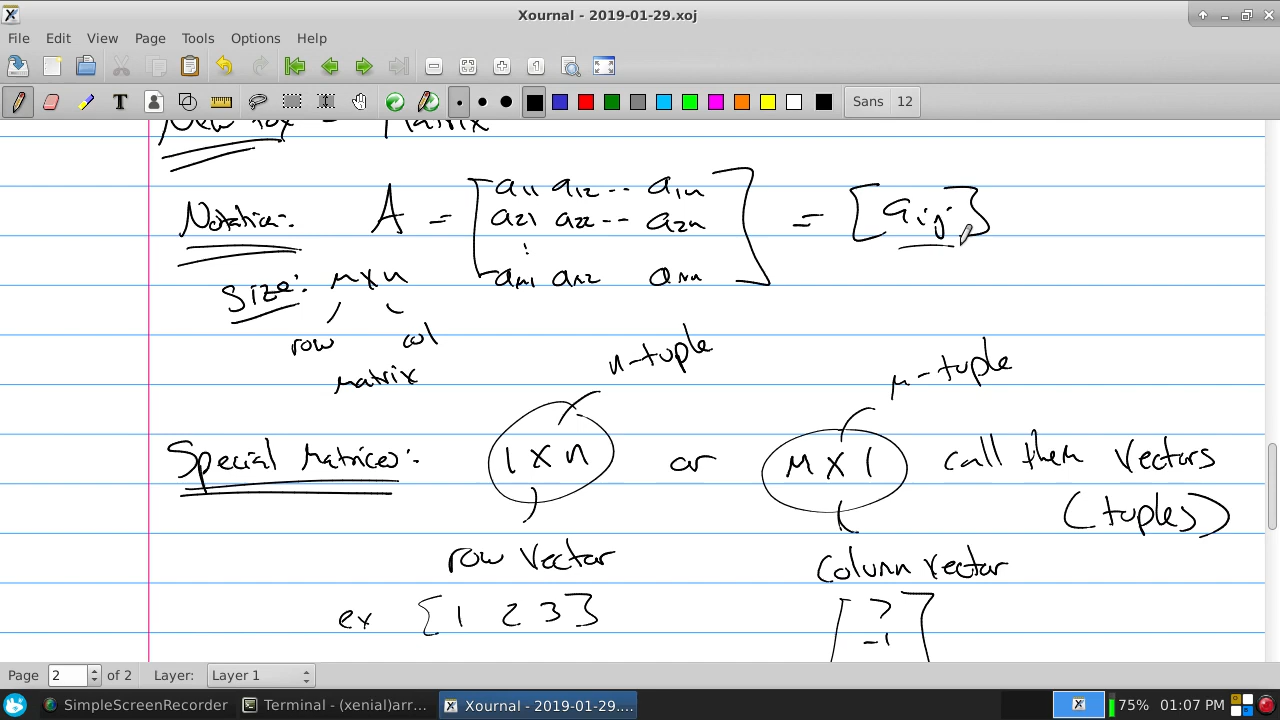 Xournal - 2019-01-29.xoj
File Edit View Page Tools Options Help
Sans 12
Matrix
Notation: A = [ a11 a12 ·· a1n
a21 a22 ·· a2n
⋮
am1 am2 amn ] = [aij]
Size: m x n
row col
matrix
n-tuple m-tuple
Special Matrices: 1 x n or m x 1 call them vectors
(tuples)
row vector column vector
ex [1 2 3] [ 7
-1
Page 2 of 2 Layer: Layer 1
SimpleScreenRecorder Terminal - (xenial)arr... Xournal - 2019-01-29.... 75% 01:07 PM